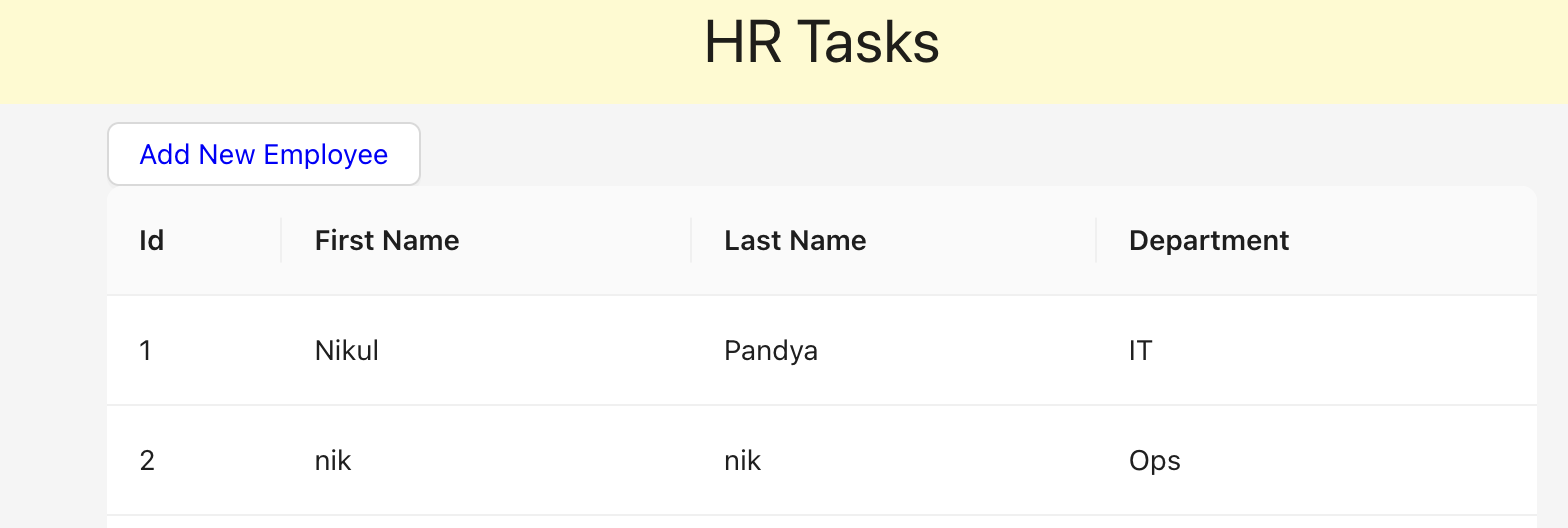 HR Tasks
Add New Employee
Id First Name Last Name Department
1 Nikul Pandya IT
2 nik nik Ops